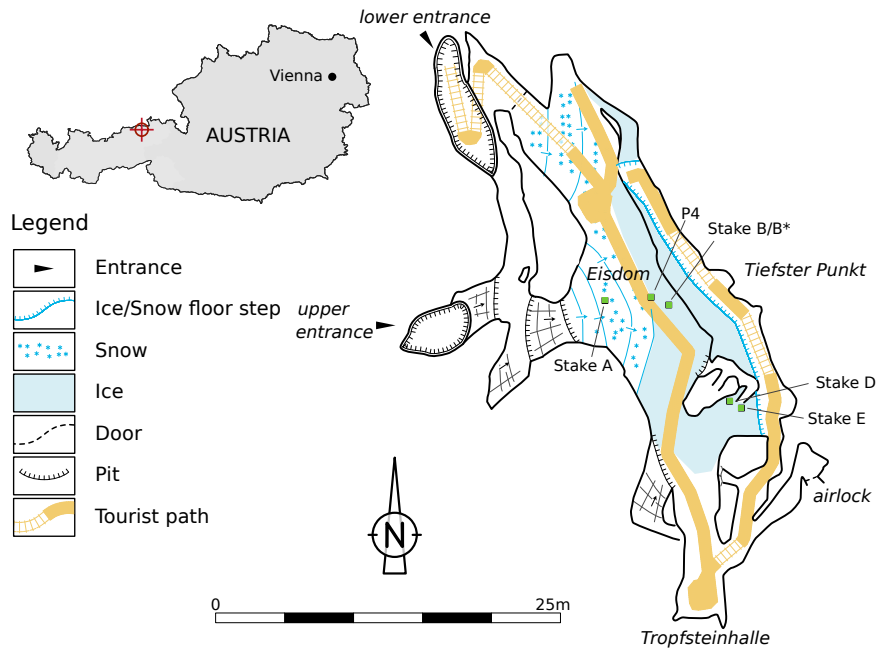 lower entrance
Vienna
AUSTRIA
Legend
Entrance
Ice/Snow floor step
Snow
Ice
Door
Pit
Tourist path
upper
entrance
P4
Stake B/B*
Eisdom
Tiefster Punkt
Stake A
Stake D
Stake E
airlock
N
0
25m
Tropfsteinhalle